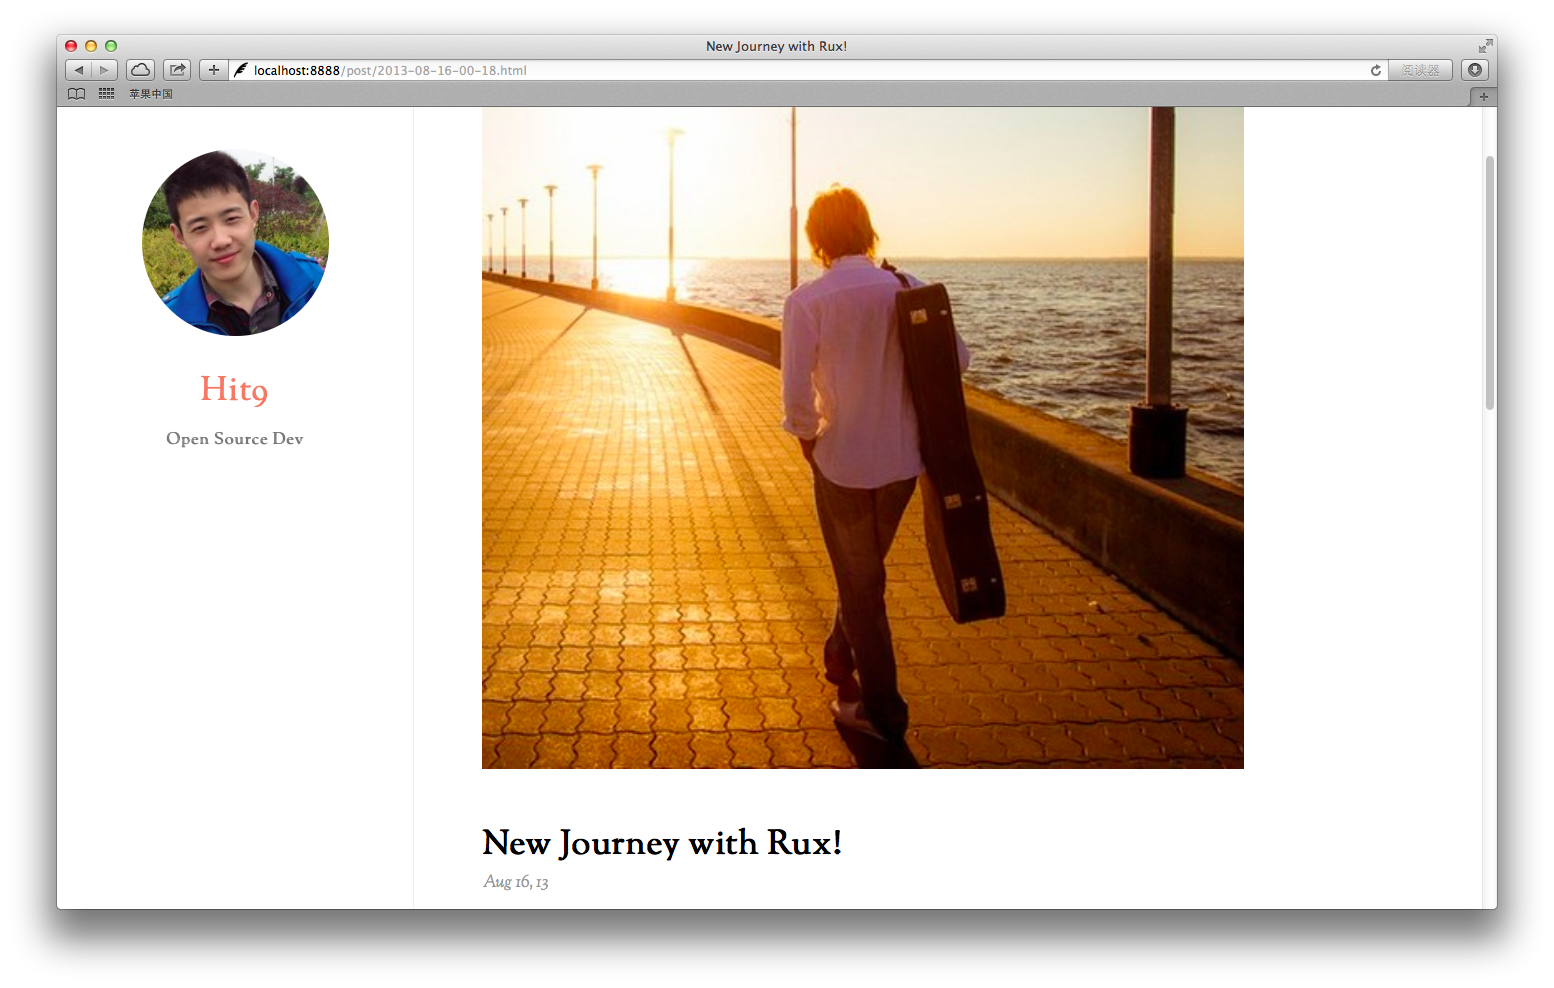 New Journey with Rux!
localhost:8888/post/2013-08-16-00-18.html
阅读器
苹果中国
Hit9
Open Source Dev
New Journey with Rux!
Aug 16, 13